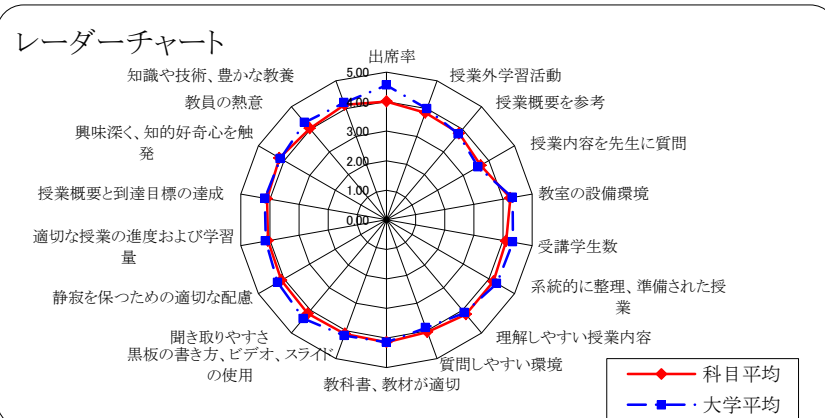 レーダーチャート
出席率
授業外学習活動
授業概要を参考
授業内容を先生に質問
教室の設備環境
受講学生数
系統的に整理、準備された授
業
理解しやすい授業内容
質問しやすい環境
教科書、教材が適切
黒板の書き方、ビデオ、スライド
の使用
聞き取りやすさ
静寂を保つための適切な配慮
適切な授業の進度および学習
量
授業概要と到達目標の達成
興味深く、知的好奇心を触
発
教員の熱意
知識や技術、豊かな教養
5.00
4.00
3.00
2.00
1.00
0.00
科目平均
大学平均